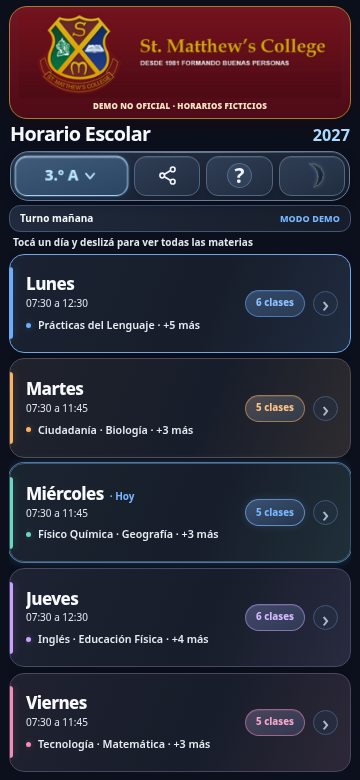 S
M
ST. MATTHEW'S COLLEGE
St. Matthew's College
DESDE 1981 FORMANDO BUENAS PERSONAS
DEMO NO OFICIAL · HORARIOS FICTICIOS
Horario Escolar
2027
3.º A
?
Turno mañana
MODO DEMO
Tocá un día y deslizá para ver todas las materias
Lunes
07:30 a 12:30
Prácticas del Lenguaje · +5 más
6 clases
Martes
07:30 a 11:45
Ciudadanía · Biología · +3 más
5 clases
Miércoles · Hoy
07:30 a 11:45
Físico Química · Geografía · +3 más
5 clases
Jueves
07:30 a 12:30
Inglés · Educación Física · +4 más
6 clases
Viernes
07:30 a 11:45
Tecnología · Matemática · +3 más
5 clases